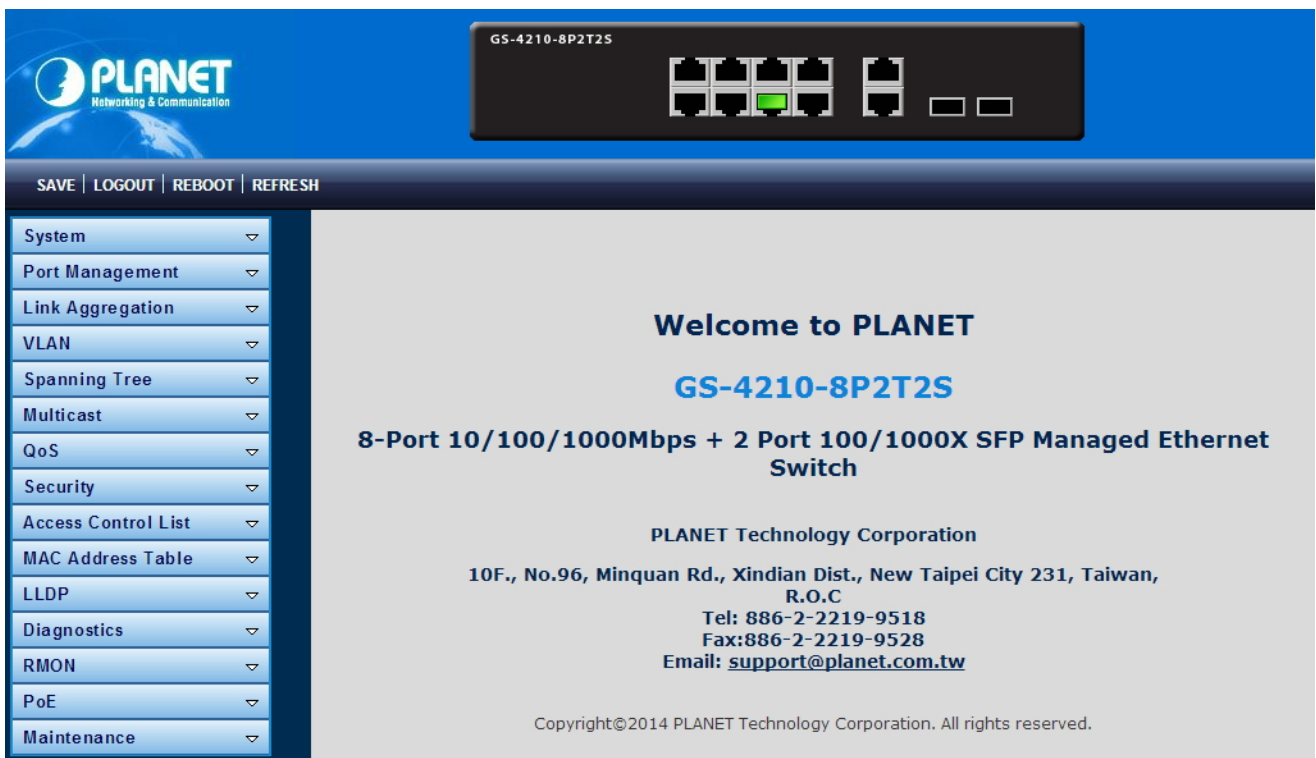 GS-4210-8P2T2S
PLANET
Networking & Communication
SAVE | LOGOUT | REBOOT | REFRESH
System
Port Management
Link Aggregation
VLAN
Spanning Tree
Multicast
QoS
Security
Access Control List
MAC Address Table
LLDP
Diagnostics
RMON
PoE
Maintenance
Welcome to PLANET
GS-4210-8P2T2S
8-Port 10/100/1000Mbps + 2 Port 100/1000X SFP Managed Ethernet
Switch
PLANET Technology Corporation
10F., No.96, Minquan Rd., Xindian Dist., New Taipei City 231, Taiwan,
R.O.C
Tel: 886-2-2219-9518
Fax:886-2-2219-9528
Email: support@planet.com.tw
Copyright©2014 PLANET Technology Corporation. All rights reserved.